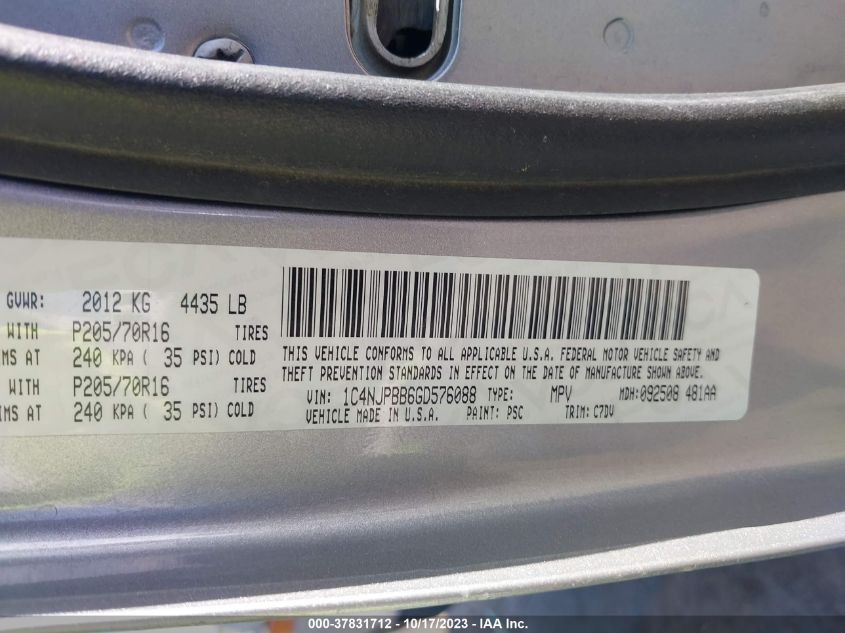 GVWR: 2012 KG 4435 LB
WITH P205/70R16 TIRES
IMS AT 240 KPA ( 35 PSI) COLD
WITH P205/70R16 TIRES
IMS AT 240 KPA ( 35 PSI) COLD
THIS VEHICLE CONFORMS TO ALL APPLICABLE U.S.A. FEDERAL MOTOR VEHICLE SAFETY AND
THEFT PREVENTION STANDARDS IN EFFECT ON THE DATE OF MANUFACTURE SHOWN ABOVE.
VIN: 1C4NJPBB6GD576088 TYPE: MPV MDH:092508 481AA
VEHICLE MADE IN U.S.A. PAINT: PSC TRIM: C7DV
000-37831712 - 10/17/2023 - IAAI Inc.